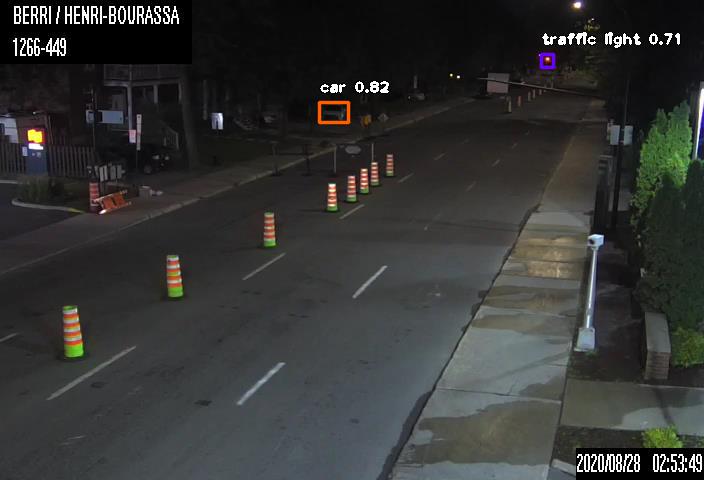 BERRI / HENRI-BOURASSA
1266-449
traffic light 0.71
car 0.82
2020/08/28 02:53:49